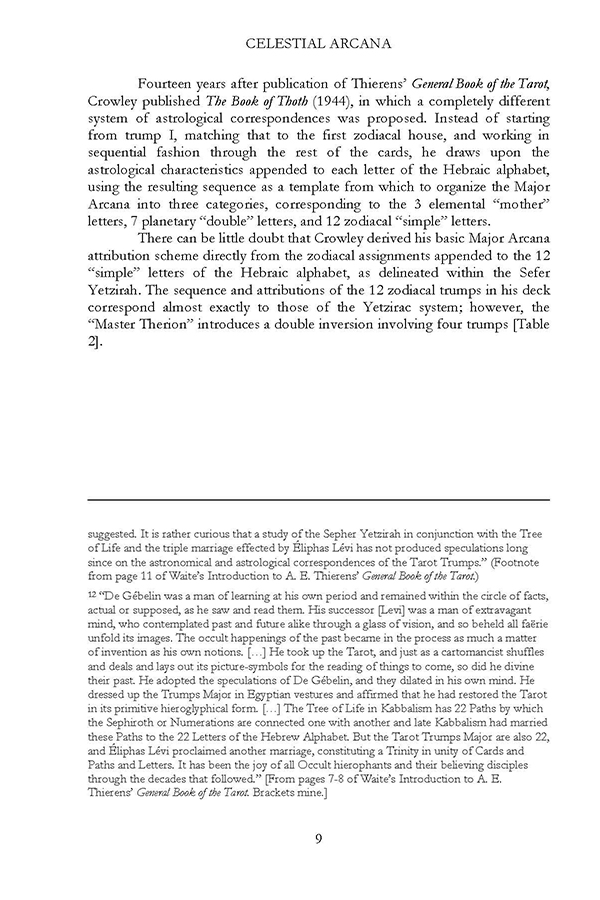 CELESTIAL ARCANA
Fourteen years after publication of Thierens’ General Book of the Tarot,
Crowley published The Book of Thoth (1944), in which a completely different
system of astrological correspondences was proposed. Instead of starting
from trump I, matching that to the first zodiacal house, and working in
sequential fashion through the rest of the cards, he draws upon the
astrological characteristics appended to each letter of the Hebraic alphabet,
using the resulting sequence as a template from which to organize the Major
Arcana into three categories, corresponding to the 3 elemental “mother”
letters, 7 planetary “double” letters, and 12 zodiacal “simple” letters.
There can be little doubt that Crowley derived his basic Major Arcana
attribution scheme directly from the zodiacal assignments appended to the 12
“simple” letters of the Hebraic alphabet, as delineated within the Sefer
Yetzirah. The sequence and attributions of the 12 zodiacal trumps in his deck
correspond almost exactly to those of the Yetzirac system; however, the
“Master Therion” introduces a double inversion involving four trumps [Table
2].
suggested. It is rather curious that a study of the Sepher Yetzirah in conjunction with the Tree
of Life and the triple marriage effected by Éliphas Lévi has not produced speculations long
since on the astronomical and astrological correspondences of the Tarot Trumps.” (Footnote
from page 11 of Waite’s Introduction to A. E. Thierens’ General Book of the Tarot.)
12 “De Gébelin was a man of learning at his own period and remained within the circle of facts,
actual or supposed, as he saw and read them. His successor [Levi] was a man of extravagant
mind, who contemplated past and future alike through a glass of vision, and so beheld all faërie
unfold its images. The occult happenings of the past became in the process as much a matter
of invention as his own notions. […] He took up the Tarot, and just as a cartomancist shuffles
and deals and lays out its picture-symbols for the reading of things to come, so did he divine
their past. He adopted the speculations of De Gébelin, and they dilated in his own mind. He
dressed up the Trumps Major in Egyptian vestures and affirmed that he had restored the Tarot
in its primitive hieroglyphical form. […] The Tree of Life in Kabbalism has 22 Paths by which
the Sephiroth or Numerations are connected one with another and late Kabbalism had married
these Paths to the 22 Letters of the Hebrew Alphabet. But the Tarot Trumps Major are also 22,
and Éliphas Lévi proclaimed another marriage, constituting a Trinity in unity of Cards and
Paths and Letters. It has been the joy of all Occult hierophants and their believing disciples
through the decades that followed.” [From pages 7-8 of Waite’s Introduction to A. E.
Thierens’ General Book of the Tarot. Brackets mine.]
9